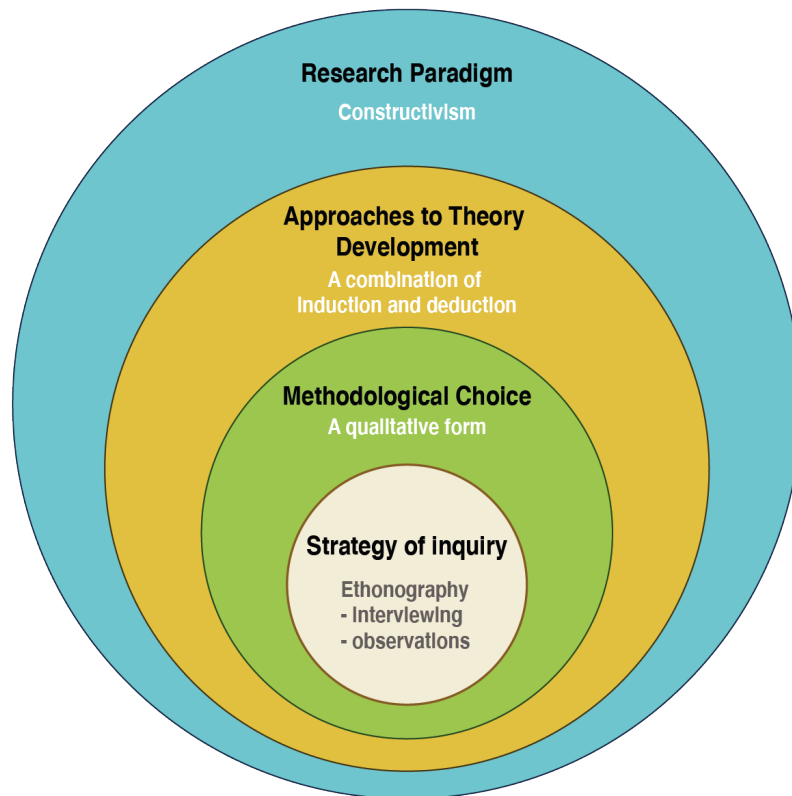 Research Paradigm
Constructivism
Approaches to Theory
Development
A combination of
induction and deduction
Methodological Choice
A qualitative form
Strategy of inquiry
Ethonography
- interviewing
- observations